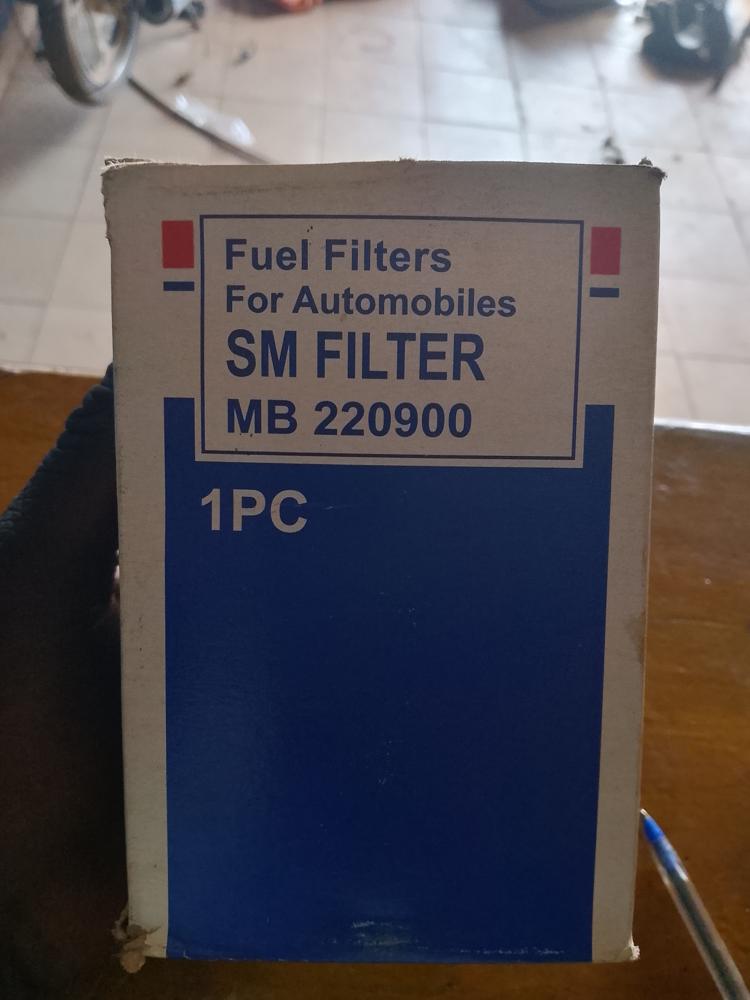 Fuel Filters
For Automobiles
SM FILTER
MB 220900
1PC